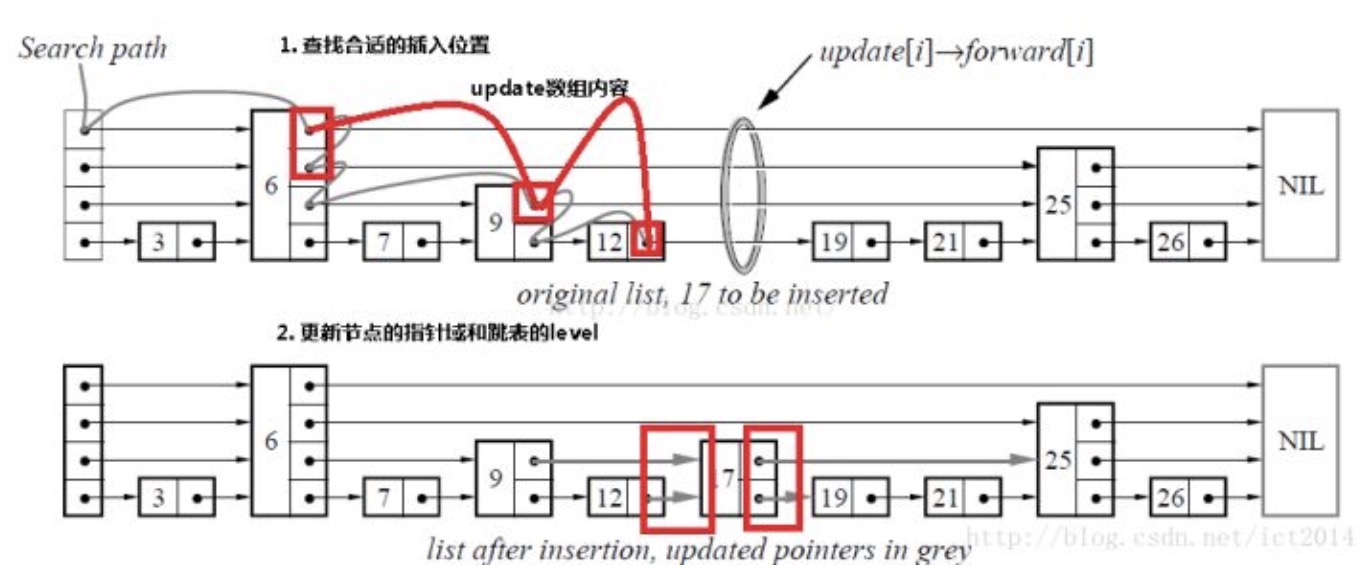 Search path
1. 查找合适的插入位置
update[i]→forward[i]
update数组内容
6
NIL
9
25
3
7
12
19
21
26
original list, 17 to be inserted
http://blog.csdn.net/
2. 更新节点的指针域和跳表的level
6
NIL
9
17
25
3
7
12
19
21
26
list after insertion, updated pointers in grey
http://blog.csdn.net/ict2014